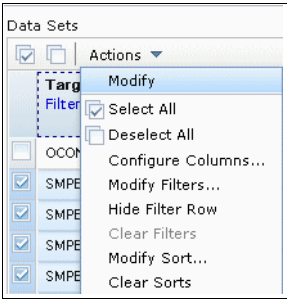 Data Sets
Actions
Modify
Targ
Filter
Select All
Deselect All
OCON
Configure Columns...
SMPE
Modify Filters...
SMPE
Hide Filter Row
SMPE
Clear Filters
Modify Sort...
SMPE
Clear Sorts